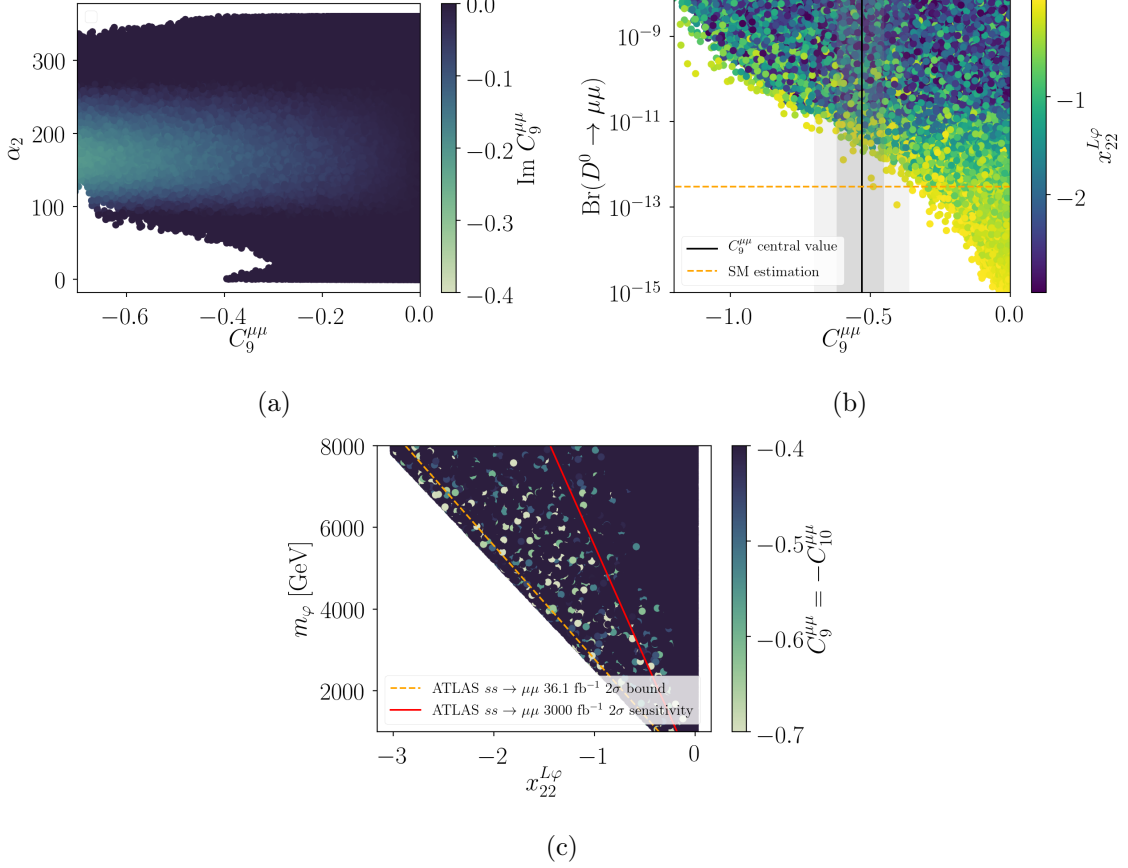 300
200
100
0
α₂
−0.6
−0.4
−0.2
0.0
C₉^{μμ}
0.0
−0.1
−0.2
−0.3
−0.4
Im C₉^{μμ}
(a)
10⁻⁹
10⁻¹¹
10⁻¹³
10⁻¹⁵
Br(D⁰ → μμ)
C₉^{μμ} central value
SM estimation
−1.0
−0.5
0.0
C₉^{μμ}
−1
−2
x₂₂^{Lφ}
(b)
8000
6000
4000
2000
m_φ [GeV]
ATLAS ss → μμ 36.1 fb⁻¹ 2σ bound
ATLAS ss → μμ 3000 fb⁻¹ 2σ sensitivity
−3
−2
−1
0
x₂₂^{Lφ}
−0.4
−0.5
−0.6
−0.7
C₉^{μμ} = −C₁₀^{μμ}
(c)